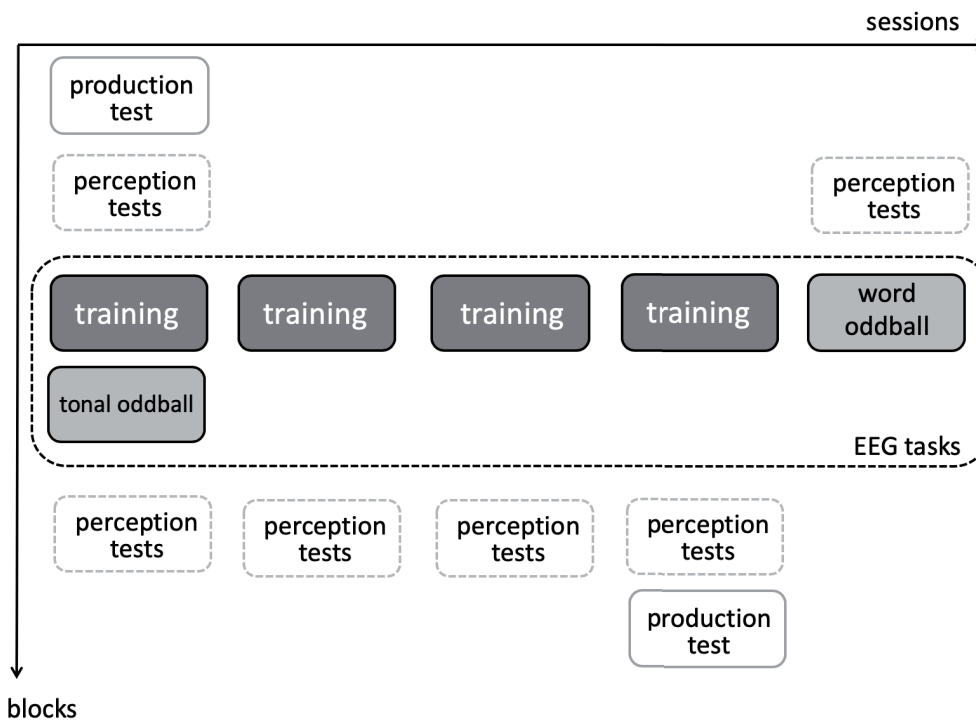 sessions
production
test
perception
tests
perception
tests
training
training
training
training
word
oddball
tonal oddball
EEG tasks
perception
tests
perception
tests
perception
tests
perception
tests
production
test
blocks